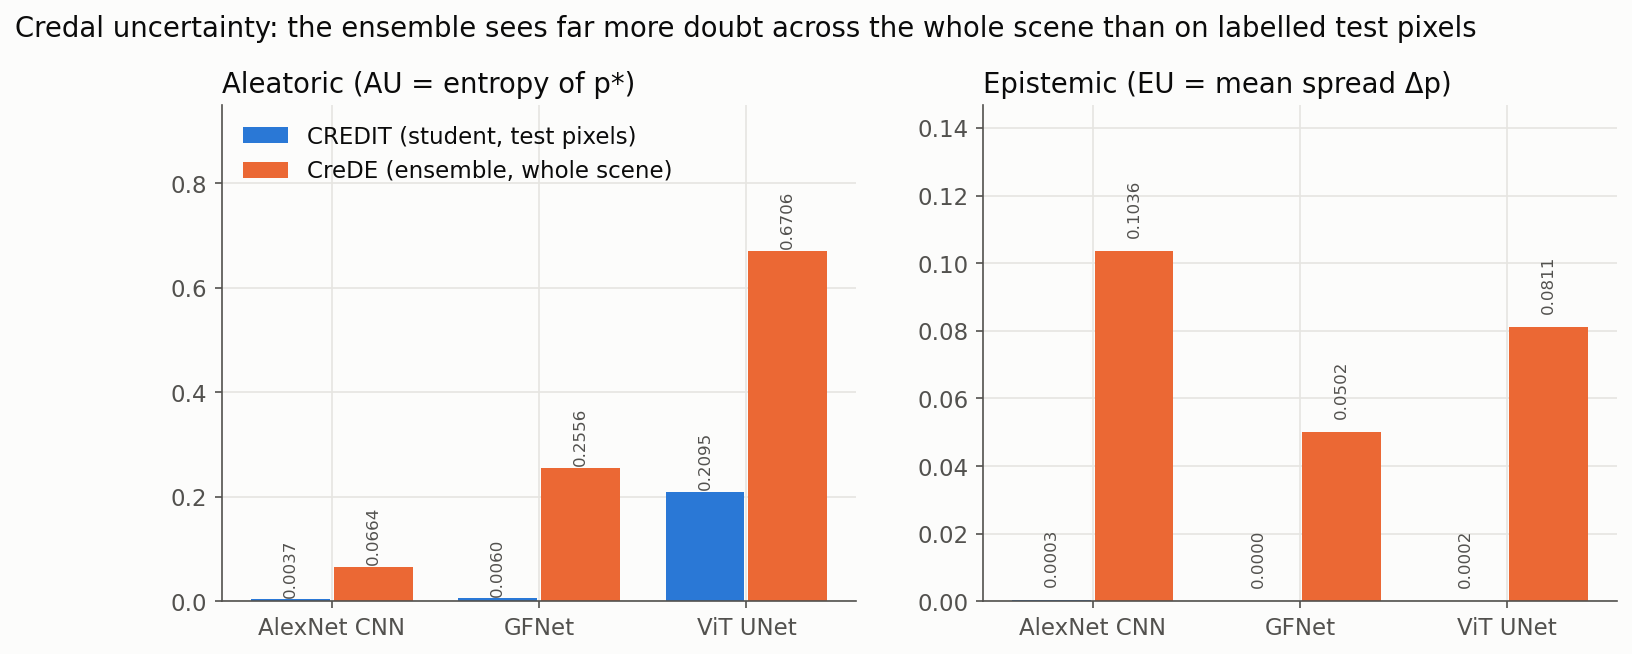 Credal uncertainty: the ensemble sees far more doubt across the whole scene than on labelled test pixels
Aleatoric (AU = entropy of p*)
CREDIT (student, test pixels)
CreDE (ensemble, whole scene)
0.8
0.6
0.4
0.2
0.0
0.0037
0.0664
0.0060
0.2556
0.2095
0.6706
AlexNet CNN
GFNet
ViT UNet
Epistemic (EU = mean spread Δp)
0.14
0.12
0.10
0.08
0.06
0.04
0.02
0.00
0.0003
0.1036
0.0000
0.0502
0.0002
0.0811
AlexNet CNN
GFNet
ViT UNet